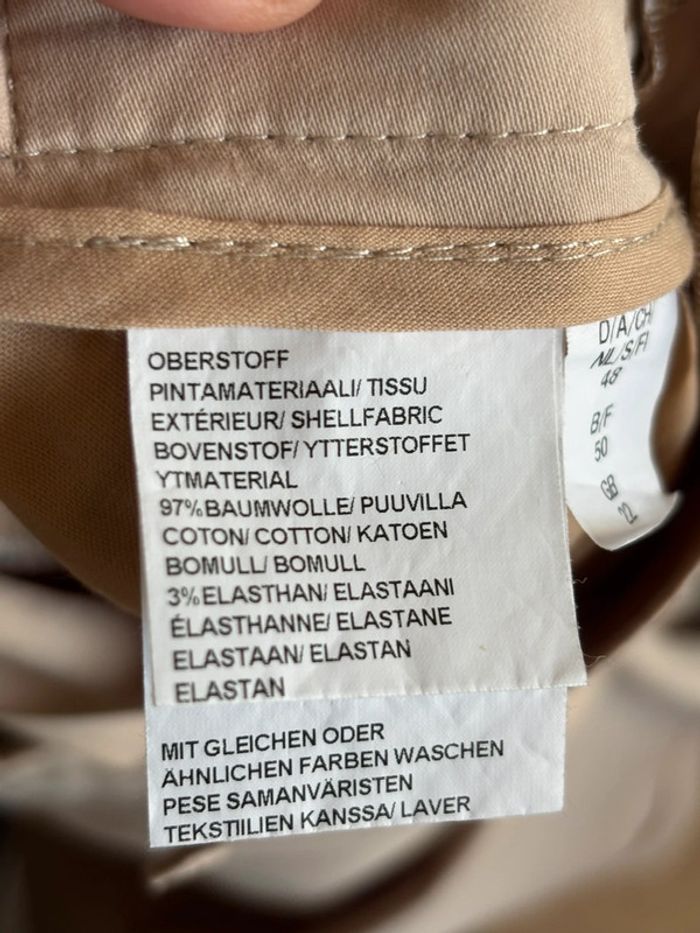 OBERSTOFF
PINTAMATERIAALI/ TISSU
EXTÉRIEUR/ SHELLFABRIC
BOVENSTOF/ YTTERSTOFFET
YTMATERIAL
97%BAUMWOLLE/ PUUVILLA
COTON/ COTTON/ KATOEN
BOMULL/ BOMULL
3%ELASTHAN/ ELASTAANI
ÉLASTHANNE/ ELASTANE
ELASTAAN/ ELASTAN
ELASTAN
MIT GLEICHEN ODER
ÄHNLICHEN FARBEN WASCHEN
PESE SAMANVÄRISTEN
TEKSTIILIEN KANSSA/ LAVER
D/A/CH/
NL/S/FI
48
B/F
50
GB